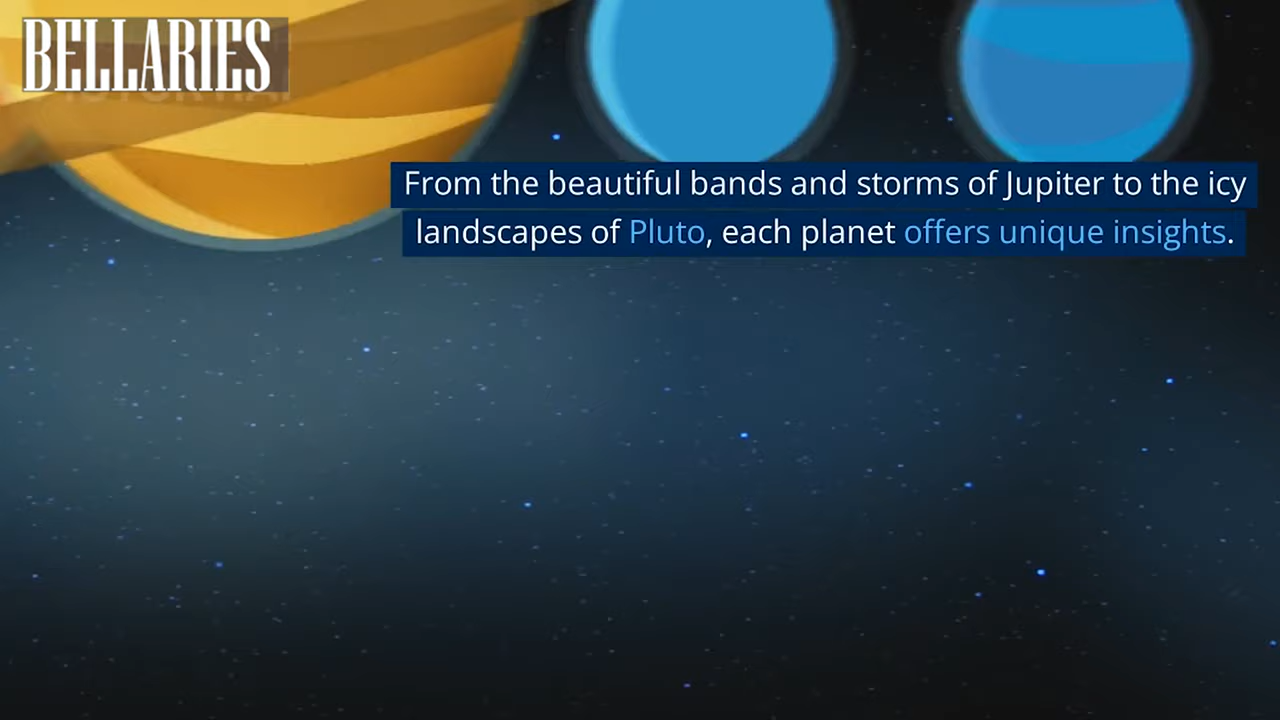 BELLARIES
From the beautiful bands and storms of Jupiter to the icy
landscapes of Pluto, each planet offers unique insights.